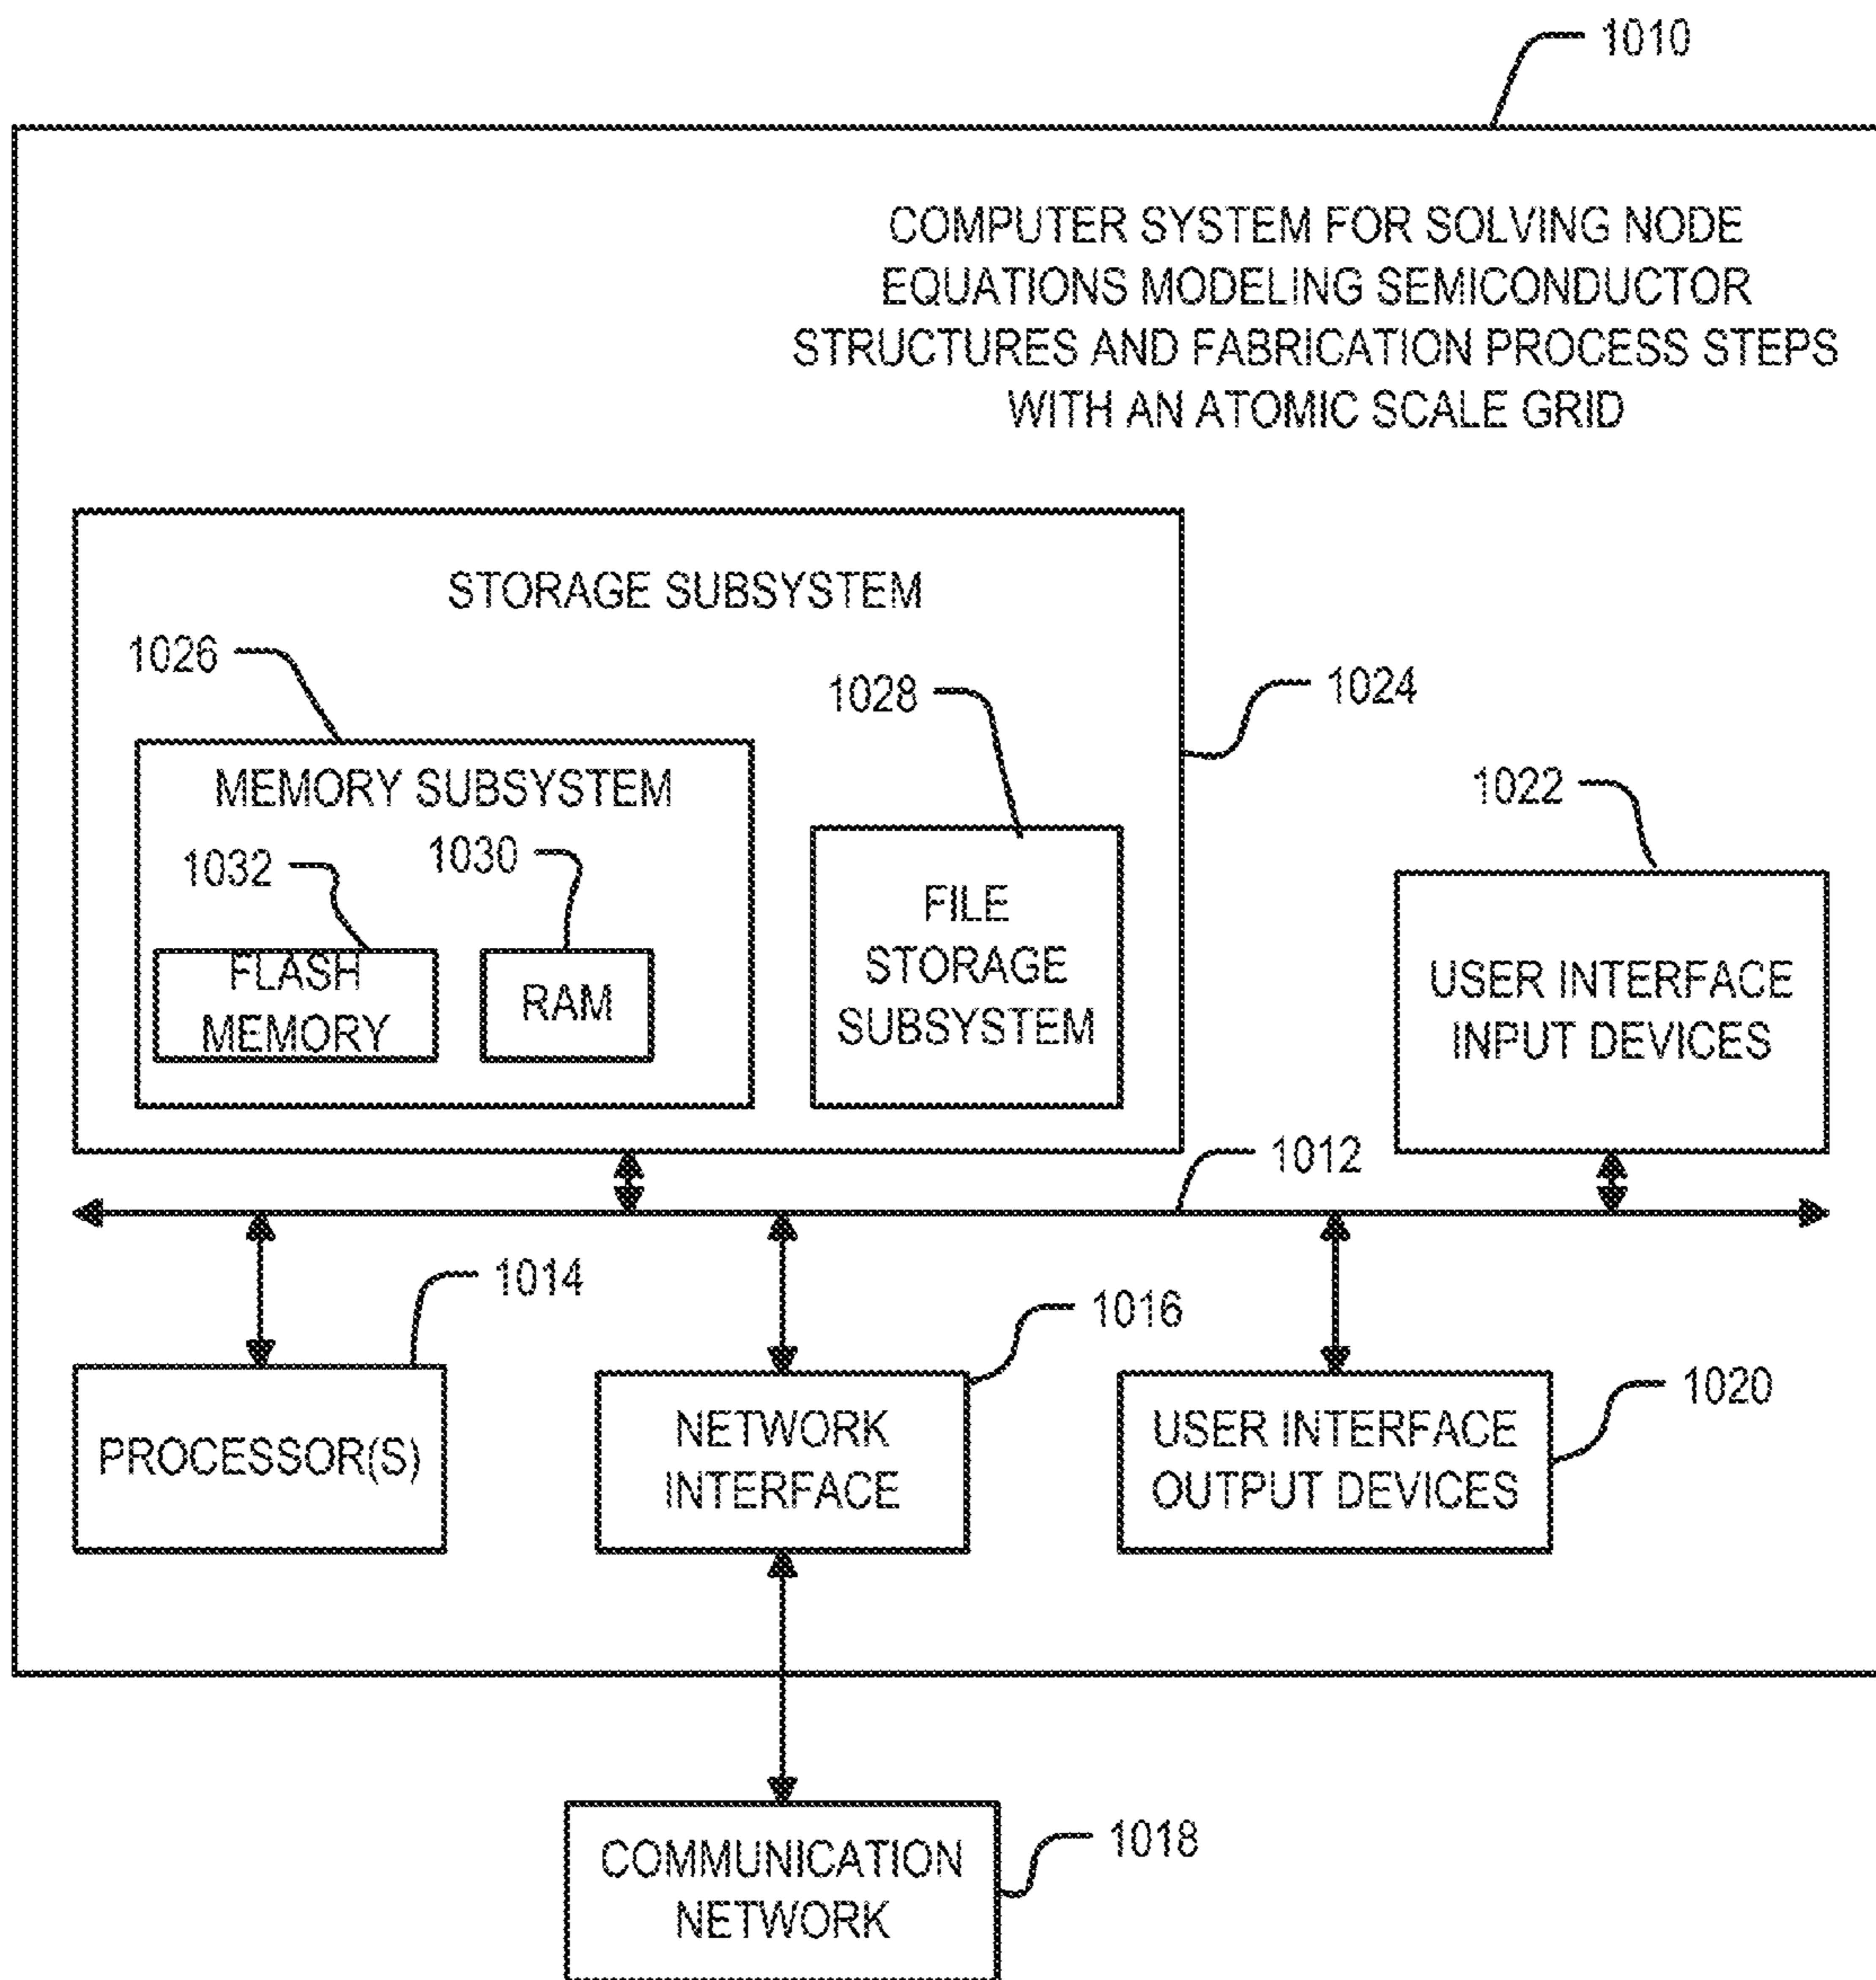 1010
COMPUTER SYSTEM FOR SOLVING NODE
EQUATIONS MODELING SEMICONDUCTOR
STRUCTURES AND FABRICATION PROCESS STEPS
WITH AN ATOMIC SCALE GRID
STORAGE SUBSYSTEM
1026
1028
1024
MEMORY SUBSYSTEM
1022
1032
1030
FLASH
MEMORY
RAM
FILE
STORAGE
SUBSYSTEM
USER INTERFACE
INPUT DEVICES
1012
1014
1016
1020
PROCESSOR(S)
NETWORK
INTERFACE
USER INTERFACE
OUTPUT DEVICES
COMMUNICATION
NETWORK
1018